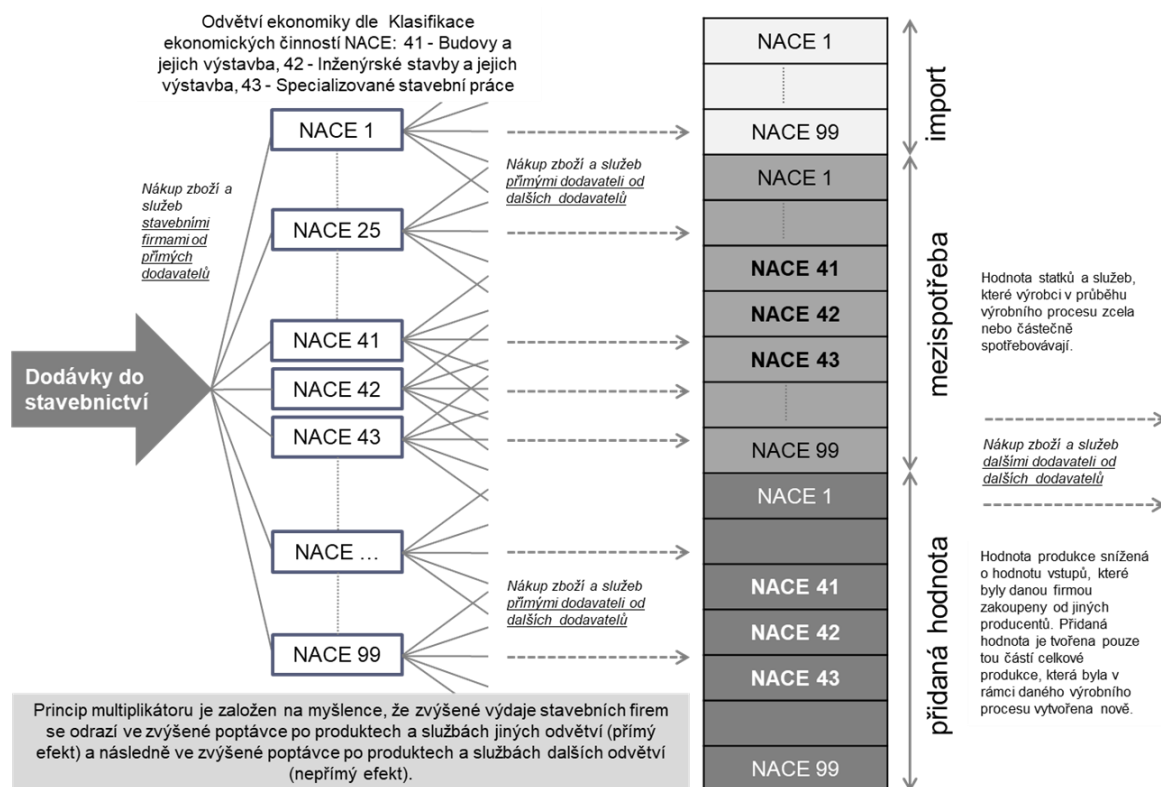 Odvětví ekonomiky dle Klasifikace
ekonomických činností NACE: 41 - Budovy a
jejich výstavba, 42 - Inženýrské stavby a jejich
výstavba, 43 - Specializované stavební práce
Dodávky do
stavebnictví
Nákup zboží a
služeb
stavebními
firmami od
přímých
dodavatelů
NACE 1
NACE 25
NACE 41
NACE 42
NACE 43
NACE ...
NACE 99
Nákup zboží a služeb
přímými dodavateli od
dalších dodavatelů
Nákup zboží a služeb
přímými dodavateli od
dalších dodavatelů
NACE 1
NACE 99
NACE 1
NACE 41
NACE 42
NACE 43
NACE 99
NACE 1
NACE 41
NACE 42
NACE 43
NACE 99
import
mezispotřeba
přidaná hodnota
Hodnota statků a služeb,
které výrobci v průběhu
výrobního procesu zcela
nebo částečně
spotřebovávají.
Nákup zboží a služeb
dalšími dodavateli od
dalších dodavatelů
Hodnota produkce snížená
o hodnotu vstupů, které
byly danou firmou
zakoupeny od jiných
producentů. Přidaná
hodnota je tvořena pouze
tou částí celkové
produkce, která byla v
rámci daného výrobního
procesu vytvořena nově.
Princip multiplikátoru je založen na myšlence, že zvýšené výdaje stavebních firem
se odrazí ve zvýšené poptávce po produktech a službách jiných odvětví (přímý
efekt) a následně ve zvýšené poptávce po produktech a službách dalších odvětví
(nepřímý efekt).